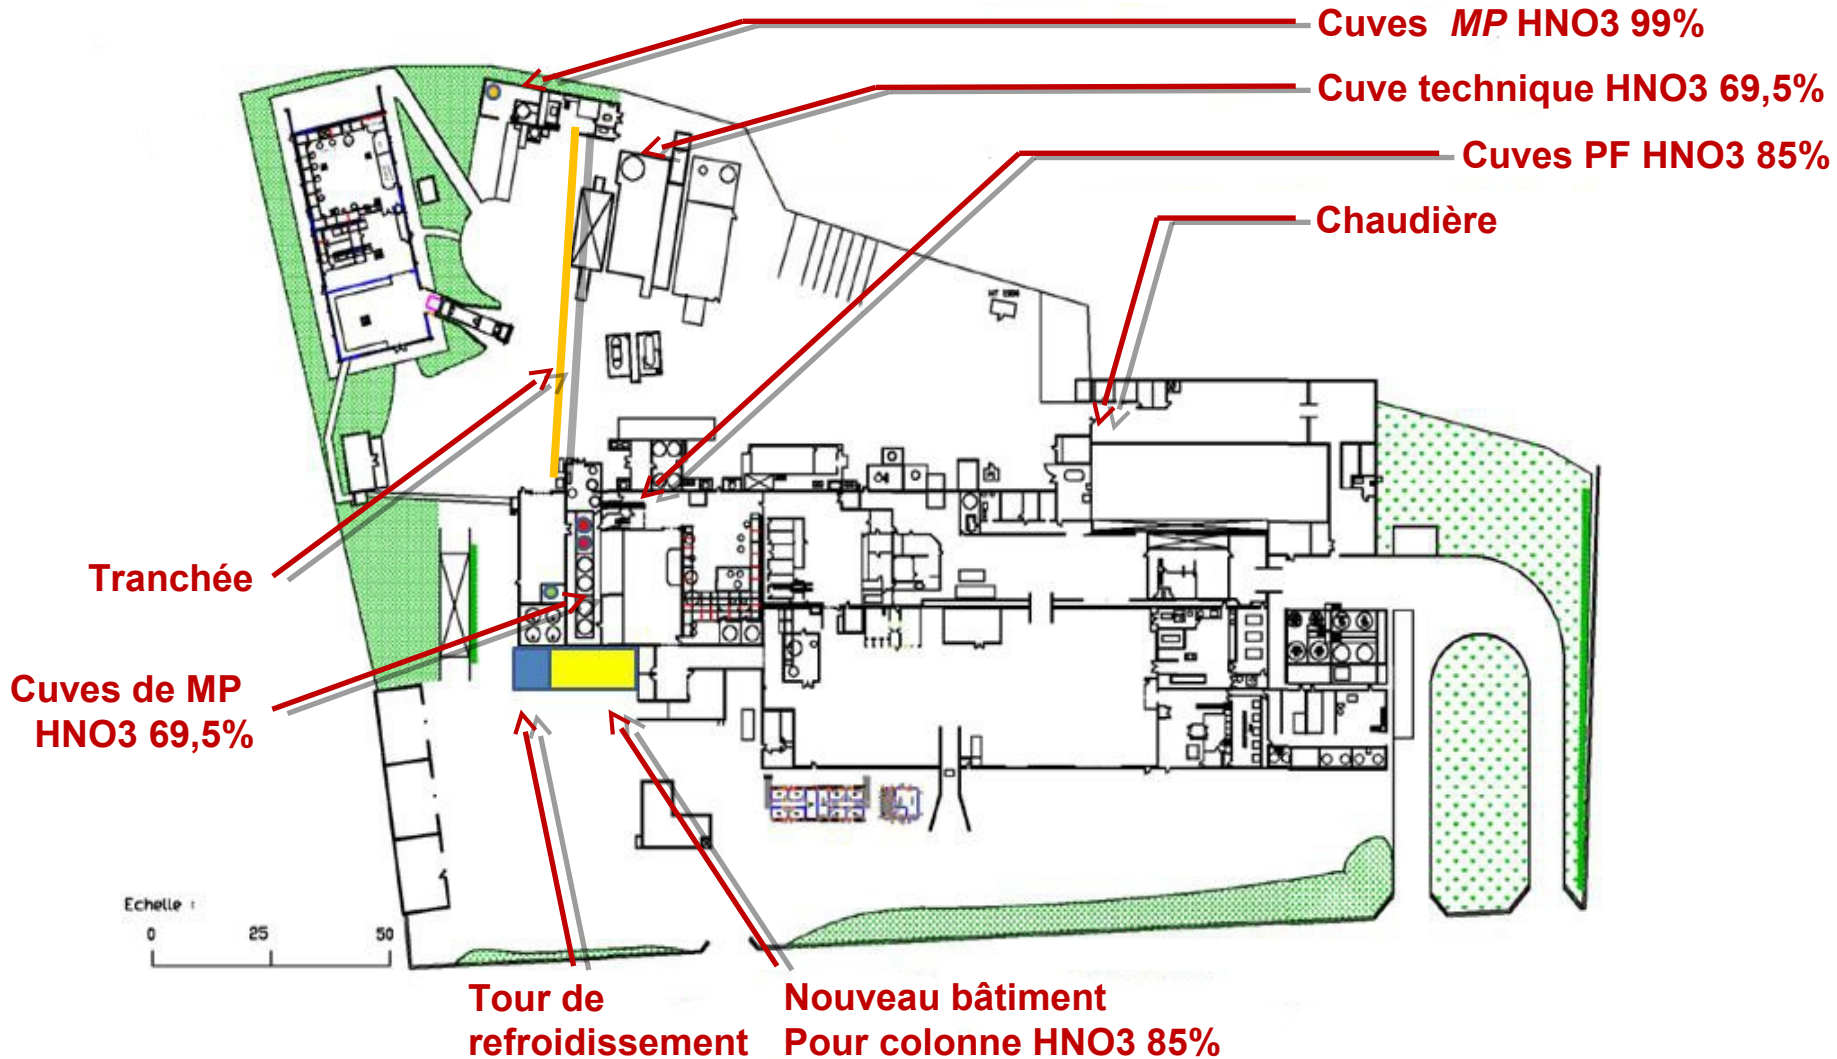 Cuves MP HNO3 99%
Cuve technique HNO3 69,5%
Cuves PF HNO3 85%
Chaudière
Tranchée
Cuves de MP
HNO3 69,5%
Echelle :
0 25 50
Tour de
refroidissement
Nouveau bâtiment
Pour colonne HNO3 85%